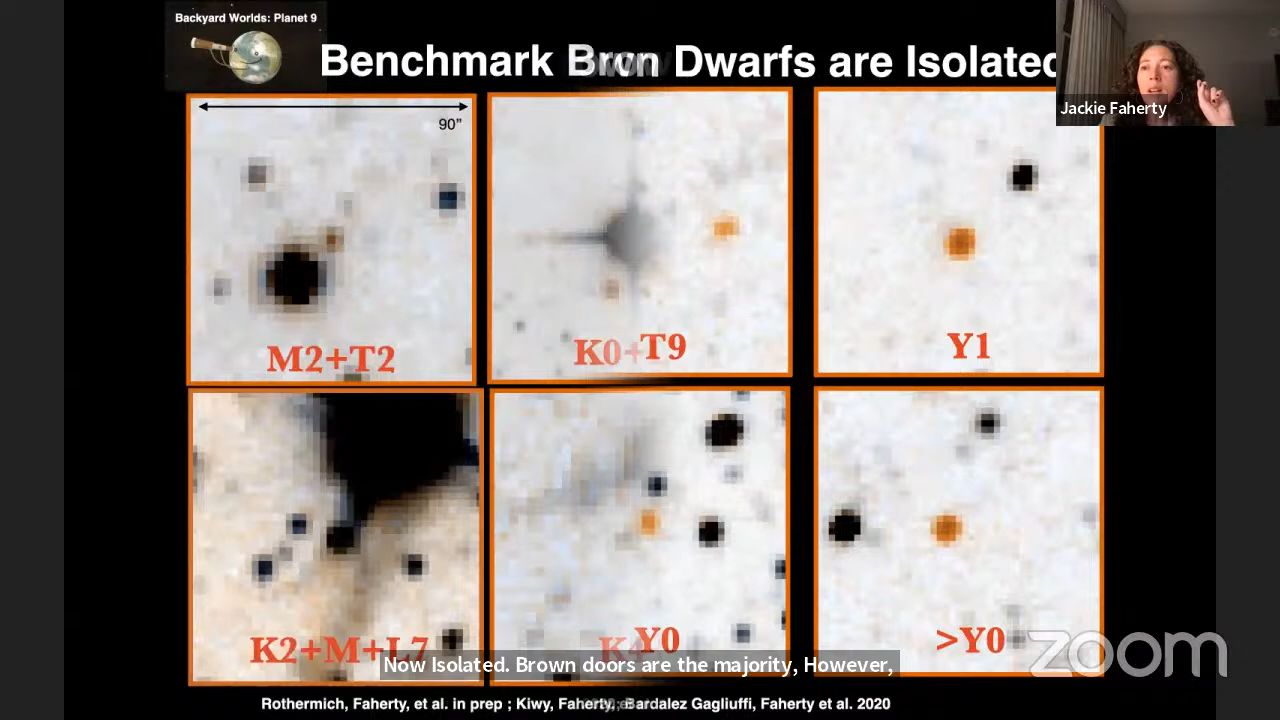 Backyard Worlds: Planet 9
Dwarfs are Isolated
Benchmark
Jackie Faherty
90"
M2+T2
K0+T9
Y1
K2+M+L7
Y0
>Y0
Now Isolated. Brown doors are the majority, However,
zoom
Rothermich, Faherty, et al. in prep ; Kiwy, Faherty, Bardalez Gagliuffi, Faherty et al. 2020